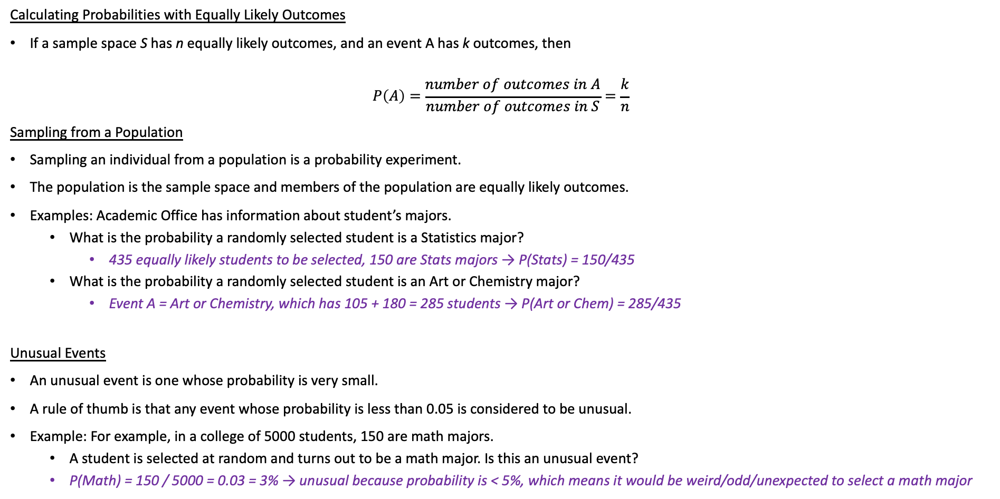 Calculating Probabilities with Equally Likely Outcomes
• If a sample space S has n equally likely outcomes, and an event A has k outcomes, then
P(A) = number of outcomes in A / number of outcomes in S = k / n
Sampling from a Population
• Sampling an individual from a population is a probability experiment.
• The population is the sample space and members of the population are equally likely outcomes.
• Examples: Academic Office has information about student’s majors.
• What is the probability a randomly selected student is a Statistics major?
• 435 equally likely students to be selected, 150 are Stats majors → P(Stats) = 150/435
• What is the probability a randomly selected student is an Art or Chemistry major?
• Event A = Art or Chemistry, which has 105 + 180 = 285 students → P(Art or Chem) = 285/435
Unusual Events
• An unusual event is one whose probability is very small.
• A rule of thumb is that any event whose probability is less than 0.05 is considered to be unusual.
• Example: For example, in a college of 5000 students, 150 are math majors.
• A student is selected at random and turns out to be a math major. Is this an unusual event?
• P(Math) = 150 / 5000 = 0.03 = 3% → unusual because probability is < 5%, which means it would be weird/odd/unexpected to select a math major